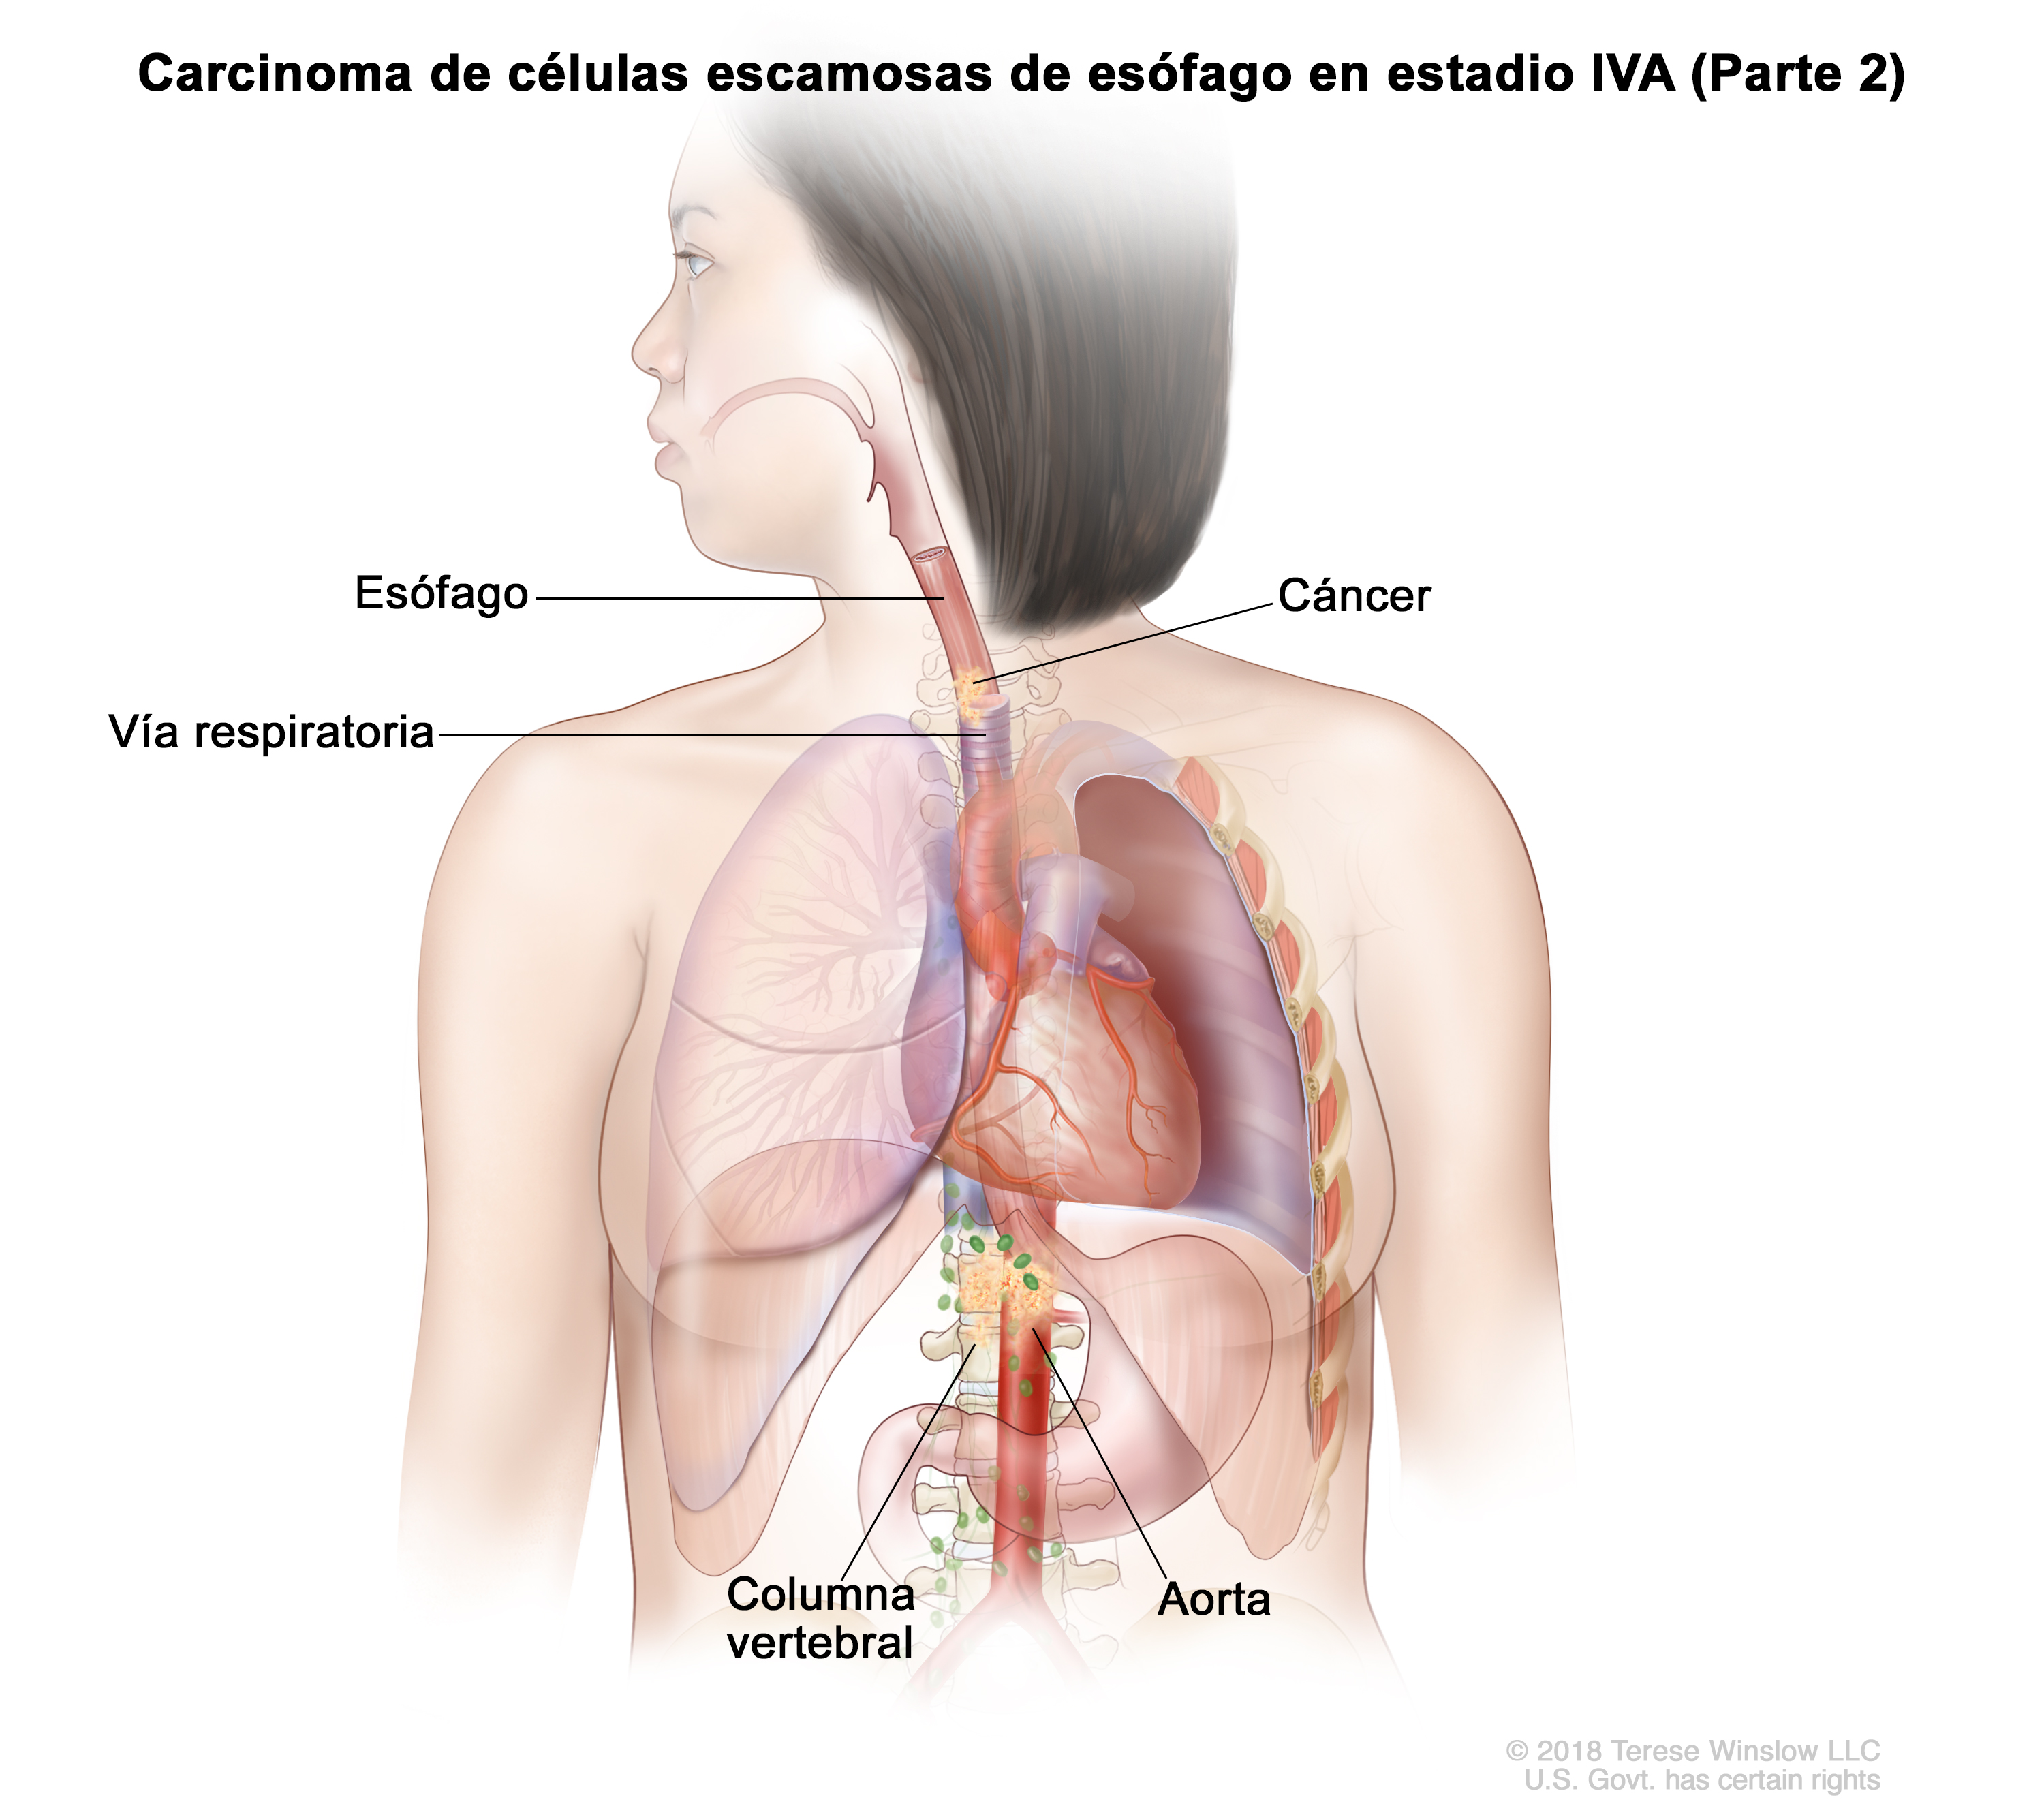 Carcinoma de células escamosas de esófago en estadio IVA (Parte 2)
Esófago
Cáncer
Vía respiratoria
Columna
vertebral
Aorta
© 2018 Terese Winslow LLC
U.S. Govt. has certain rights